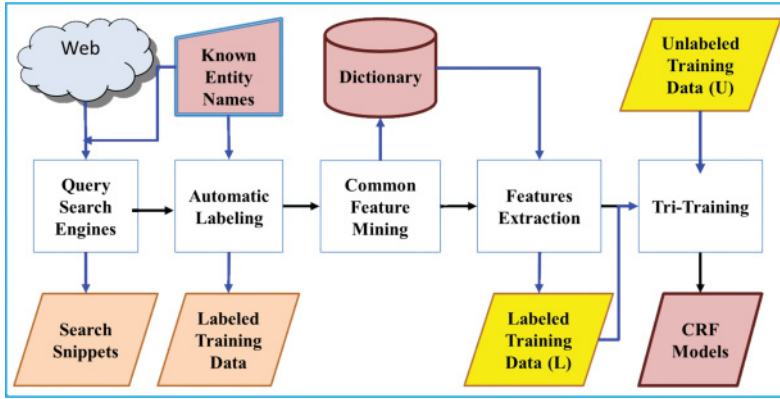 Web
Known
Entity
Names
Dictionary
Unlabeled
Training
Data (U)
Query
Search
Engines
Automatic
Labeling
Common
Feature
Mining
Features
Extraction
Tri-Training
Search
Snippets
Labeled
Training
Data
Labeled
Training
Data (L)
CRF
Models